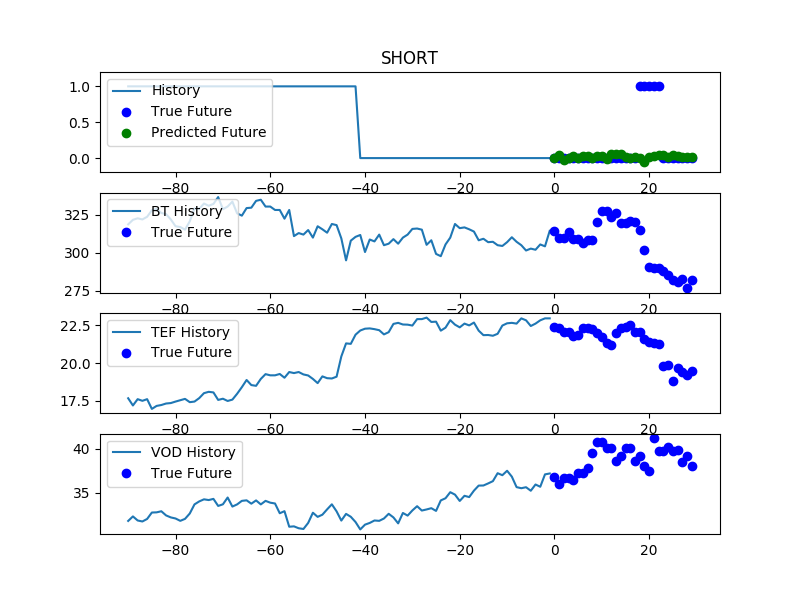 SHORT
1.0
0.5
0.0
History
True Future
Predicted Future
−80 −60 −40 −20 0 20
325
300
275
BT History
True Future
−80 −60 −40 −20 0 20
22.5
20.0
17.5
TEF History
True Future
−80 −60 −40 −20 0 20
40
35
VOD History
True Future
−80 −60 −40 −20 0 20